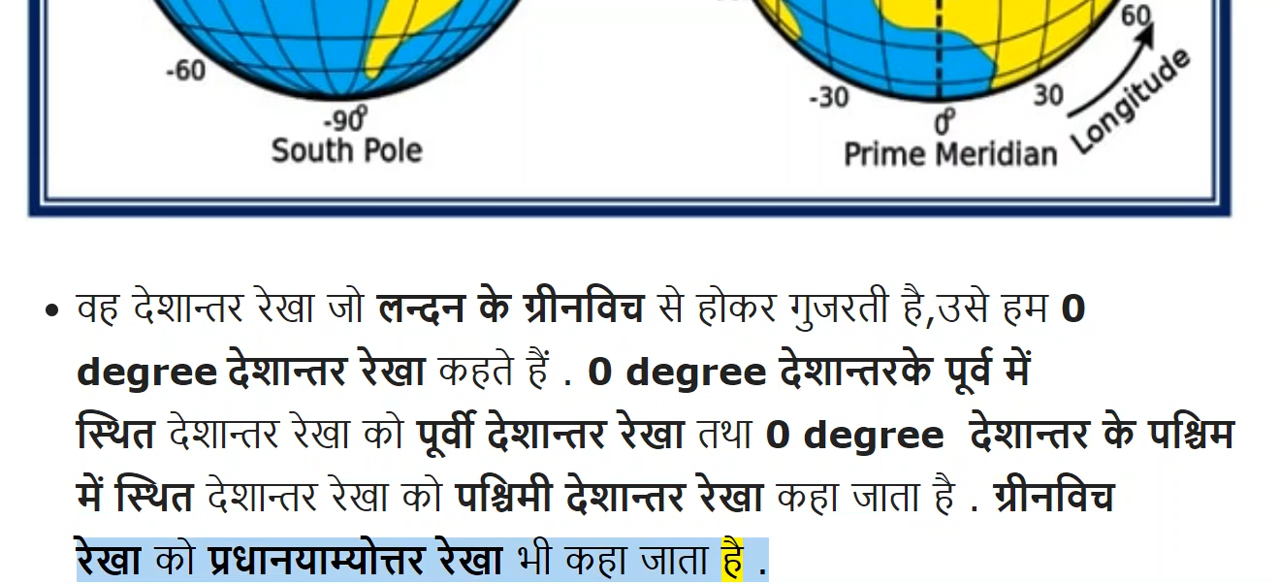 60
-60
-30
30
Longitude
-90°
0°
South Pole
Prime Meridian
• वह देशान्तर रेखा जो लन्दन के ग्रीनविच से होकर गुजरती है,उसे हम 0
degree देशान्तर रेखा कहते हैं . 0 degree देशान्तरके पूर्व में
स्थित देशान्तर रेखा को पूर्वी देशान्तर रेखा तथा 0 degree देशान्तर के पश्चिम
में स्थित देशान्तर रेखा को पश्चिमी देशान्तर रेखा कहा जाता है . ग्रीनविच
रेखा को प्रधानयाम्योत्तर रेखा भी कहा जाता है .